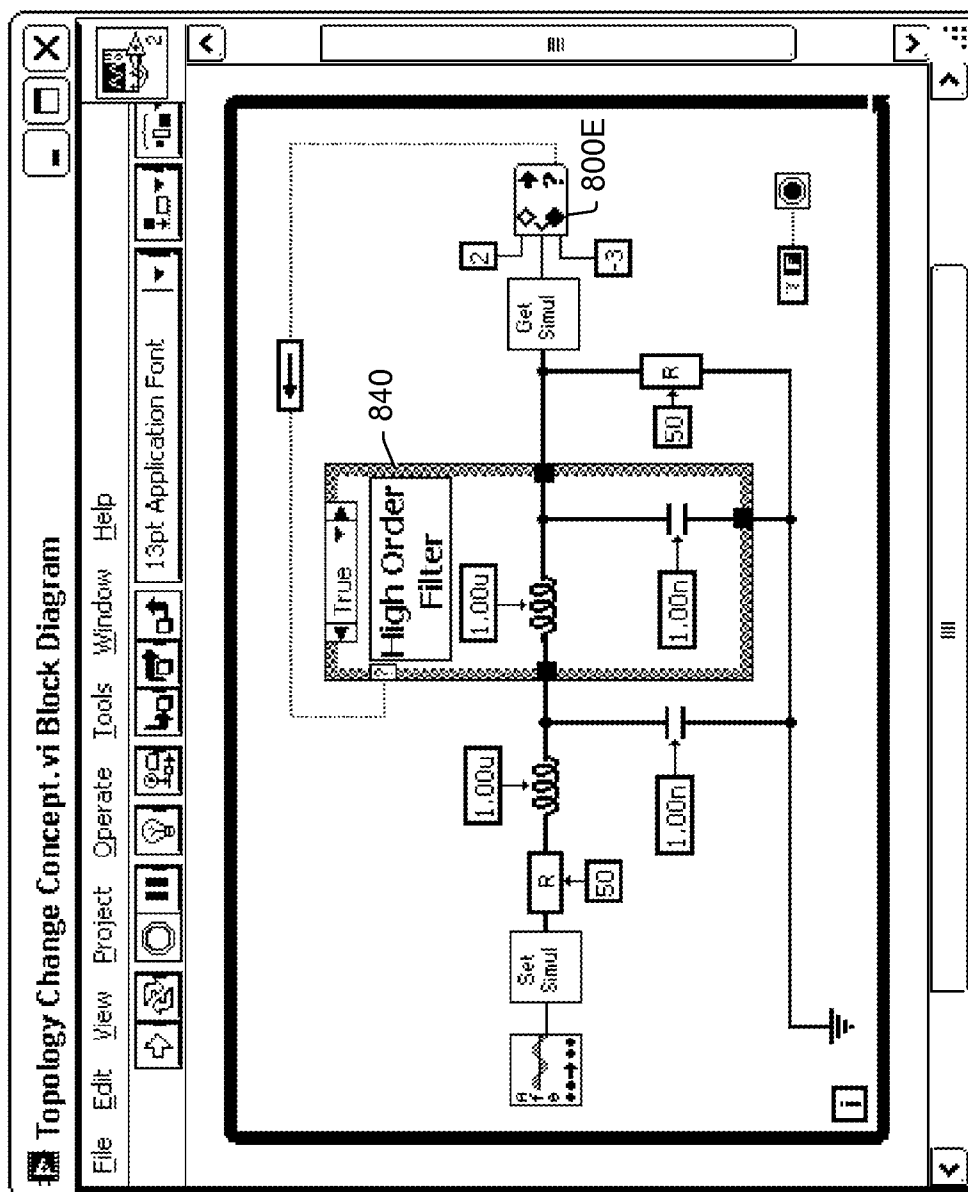 Topology Change Concept.vi Block Diagram
File Edit View Project Operate Tools Window Help
13pt Application Font
2
True
840
High Order
Filter
?
1.00u
1.00u
2
800E
?
-3
Set
Simul
R
50
Get
Simul
1.00n
1.00n
50
R
i